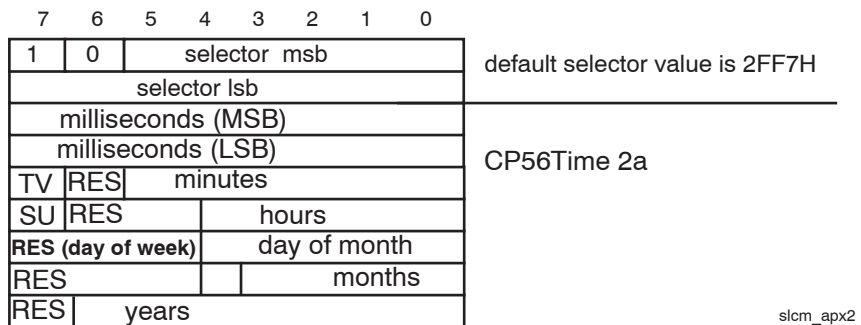 7 6 5 4 3 2 1 0
1 0 selector msb
default selector value is 2FF7H
selector lsb
milliseconds (MSB)
milliseconds (LSB)
CP56Time 2a
TV RES minutes
SU RES hours
RES (day of week) day of month
RES months
RES years
slcm_apx2